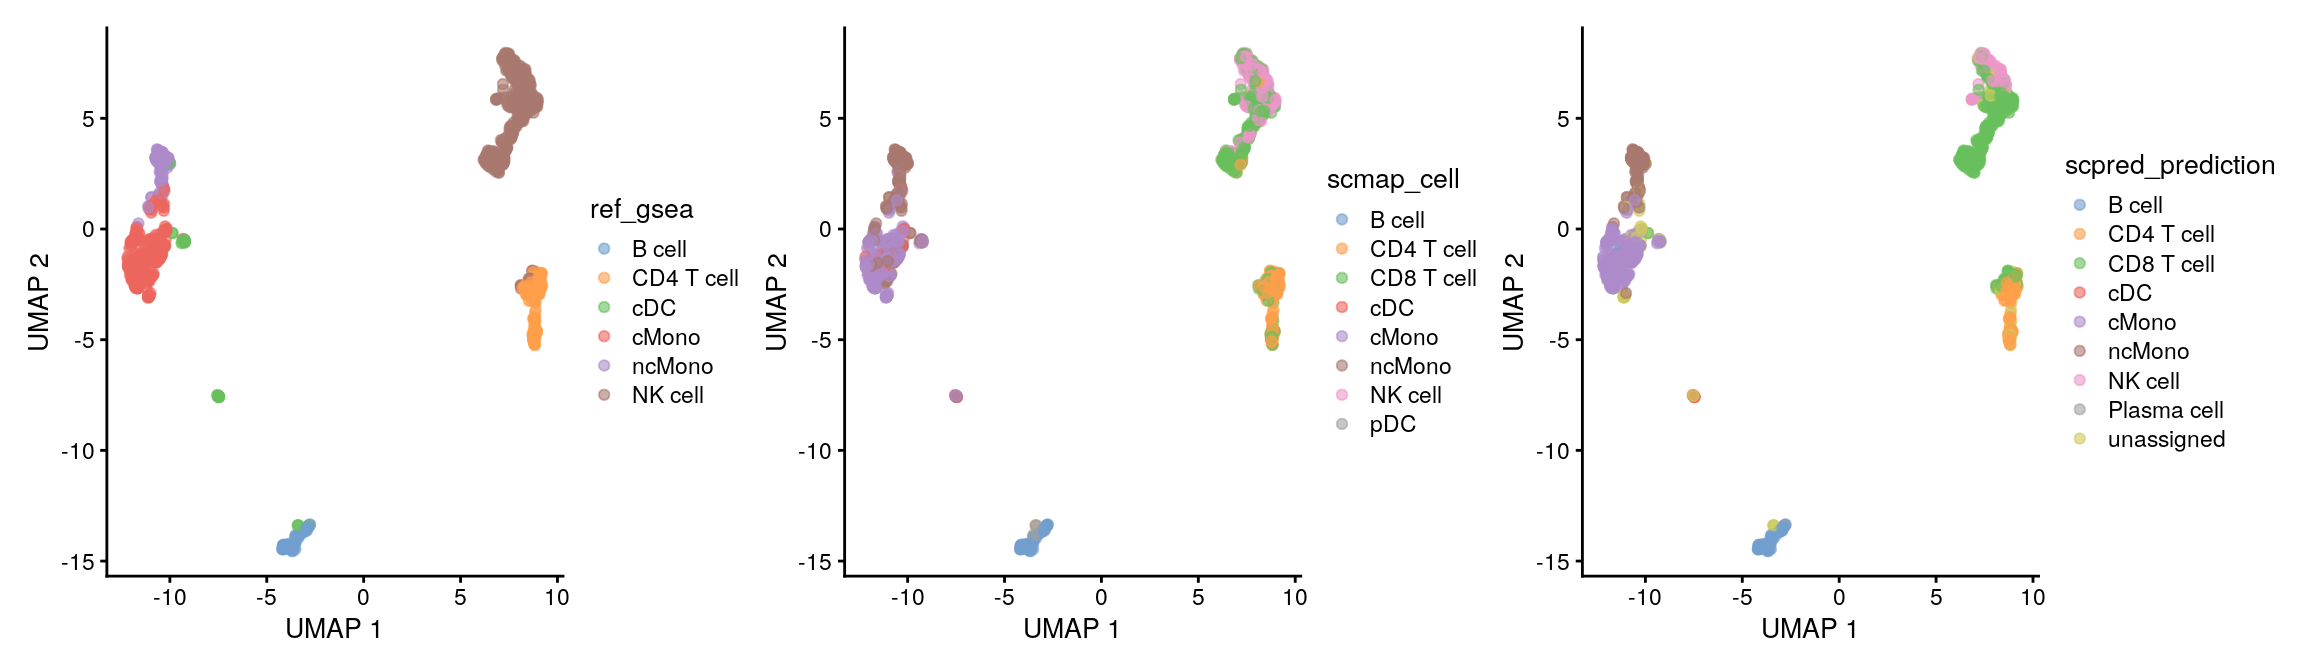 UMAP 2
5
0
-5
-10
-15
-10
-5
0
5
10
UMAP 1
ref_gsea
B cell
CD4 T cell
cDC
cMono
ncMono
NK cell
UMAP 2
5
0
-5
-10
-15
-10
-5
0
5
10
UMAP 1
scmap_cell
B cell
CD4 T cell
CD8 T cell
cDC
cMono
ncMono
NK cell
pDC
UMAP 2
5
0
-5
-10
-15
-10
-5
0
5
10
UMAP 1
scpred_prediction
B cell
CD4 T cell
CD8 T cell
cDC
cMono
ncMono
NK cell
Plasma cell
unassigned